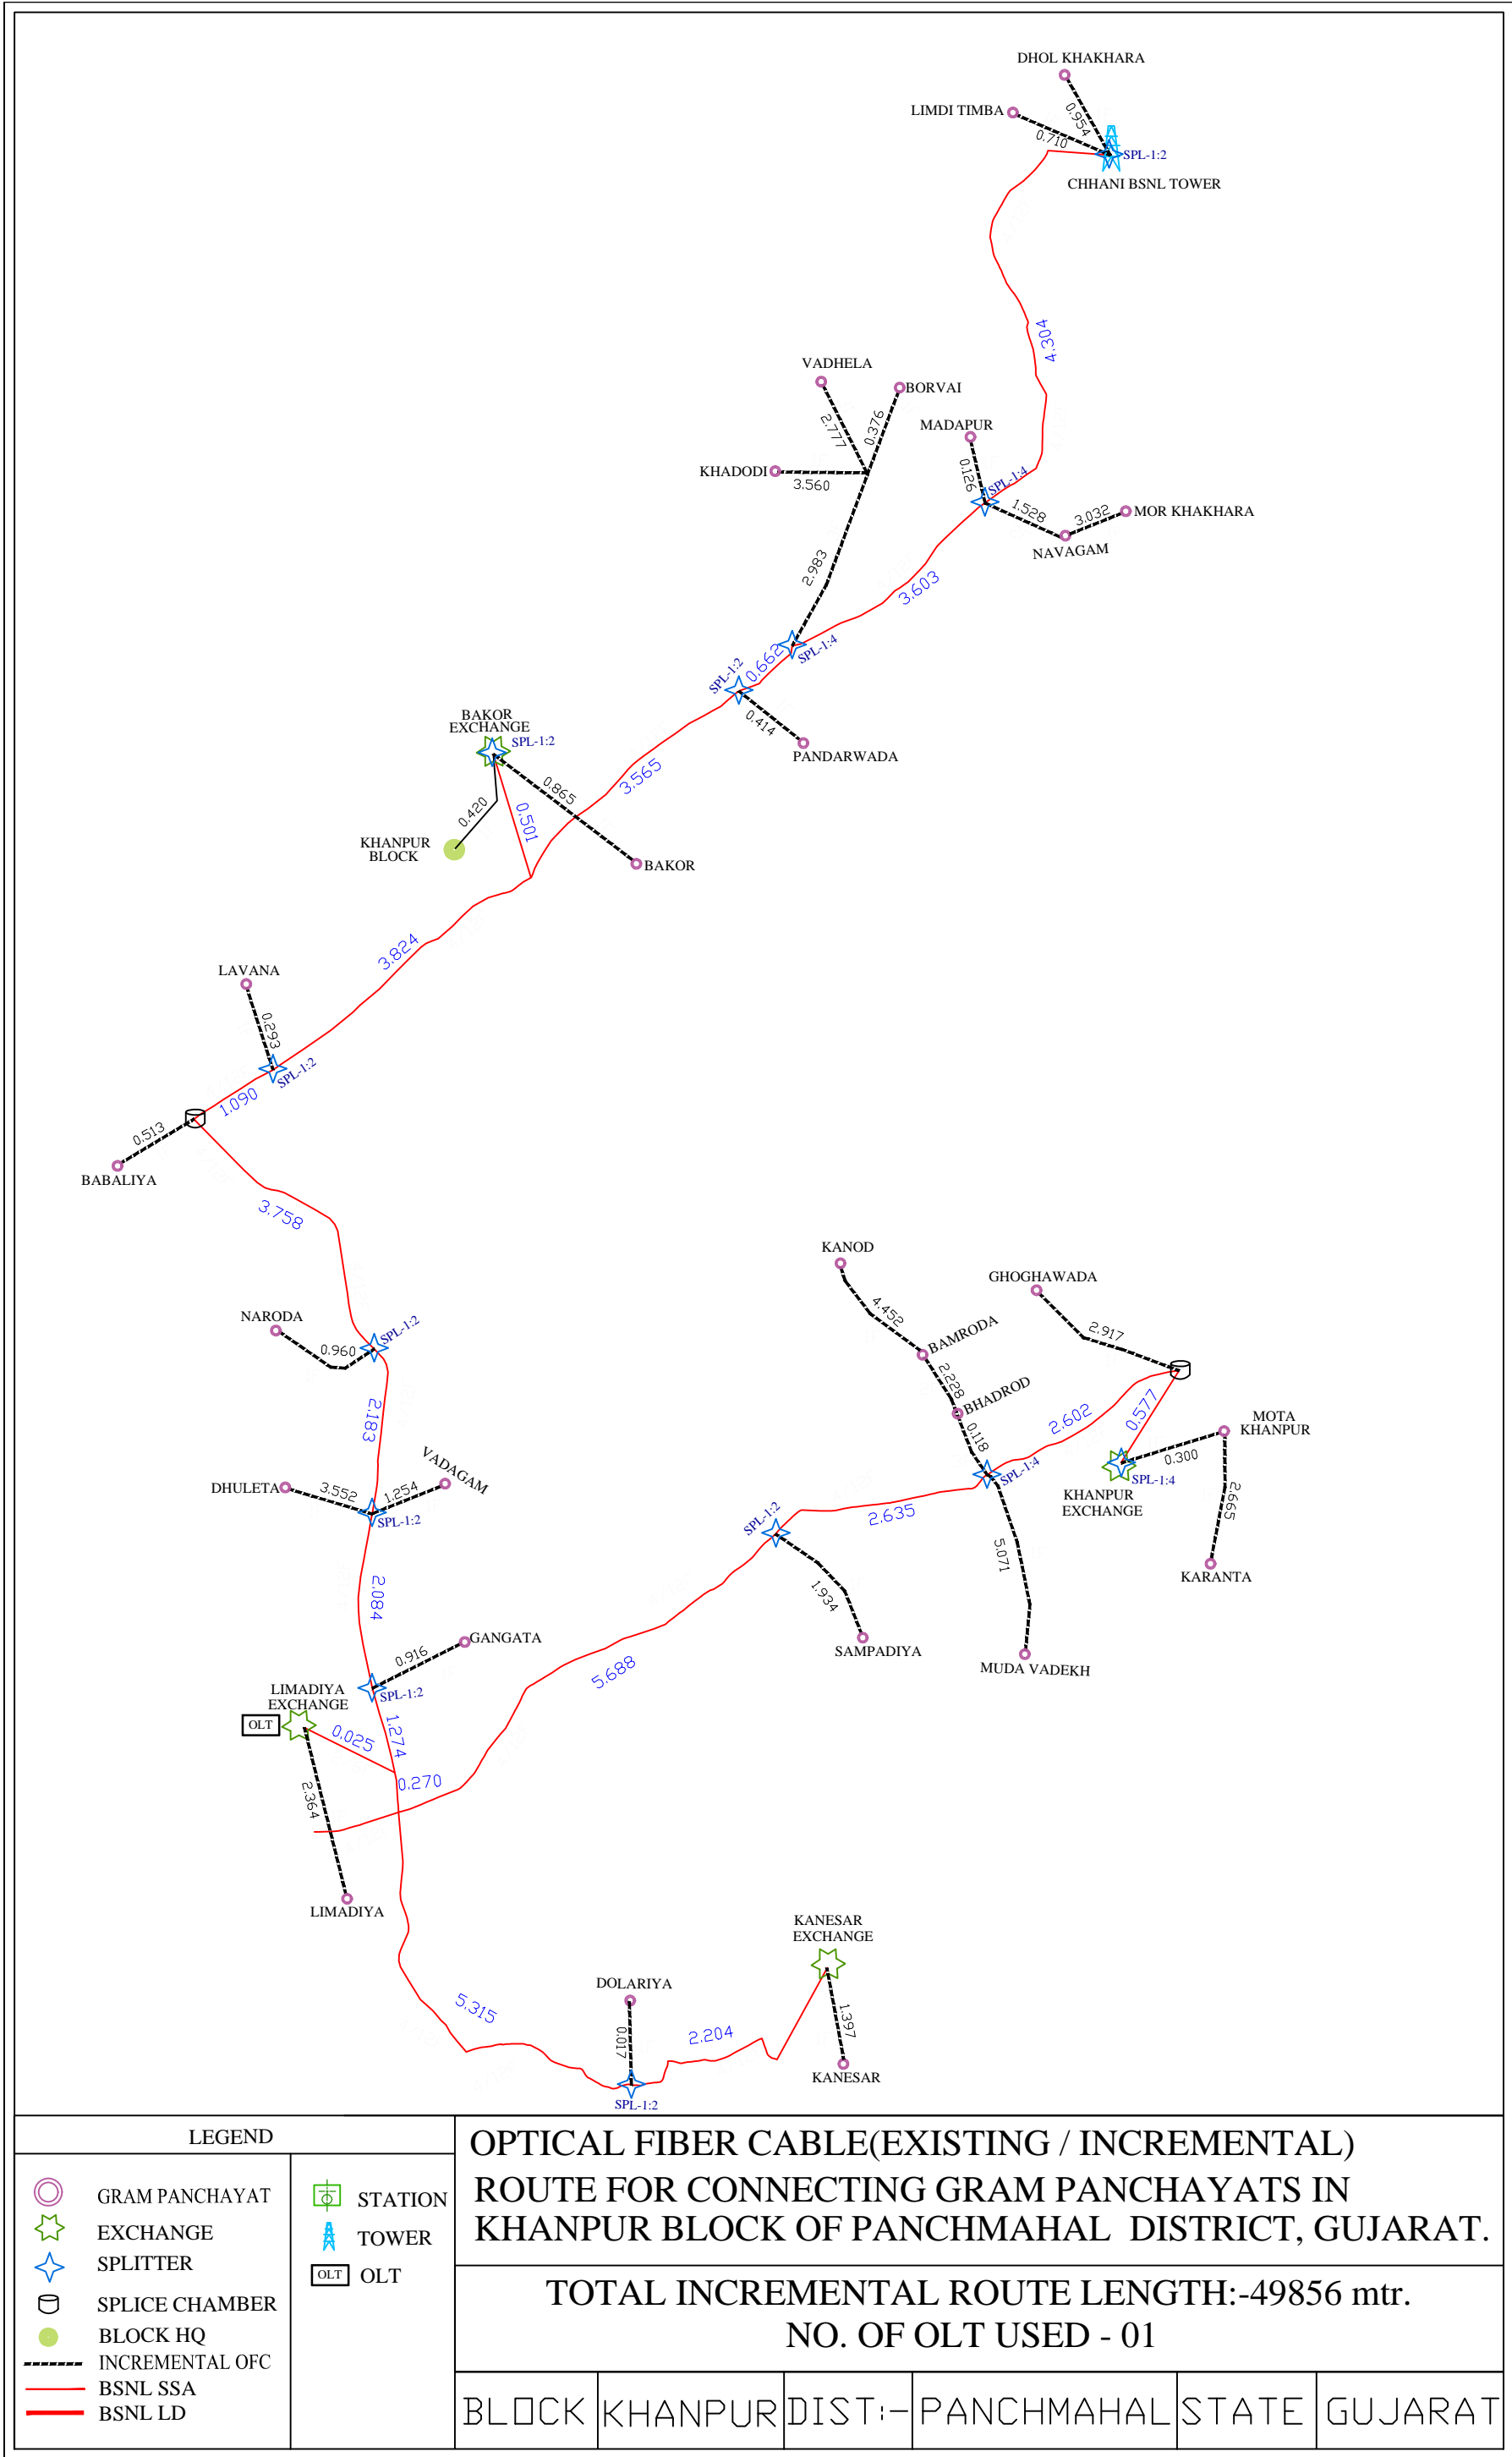 DHOL KHAKHARA
LIMDI TIMBA
0.954
0.710
SPL-1:2
CHHANI BSNL TOWER
4.304
VADHELA
BORVAI
2.777
0.376
MADAPUR
KHADODI
3.560
0.126
SPL-1:4
1.528
3.032
MOR KHAKHARA
NAVAGAM
2.983
3.603
SPL-1:4
0.662
SPL-1:2
0.414
PANDARWADA
BAKOR
EXCHANGE
SPL-1:2
3.565
0.865
0.420
0.501
KHANPUR
BLOCK
BAKOR
3.824
LAVANA
0.293
SPL-1:2
1.090
0.513
BABALIYA
3.758
KANOD
GHOGHAWADA
NARODA
0.960
SPL-1:2
4.452
BAMRODA
2.917
2.228
BHADROD
2.183
0.118
2.602
0.577
MOTA
KHANPUR
0.300
SPL-1:4
SPL-1:4
KHANPUR
EXCHANGE
2.665
KARANTA
VADAGAM
DHULETA
3.552
1.254
SPL-1:2
SPL-1:2
2.635
5.071
1.934
SAMPADIYA
MUDA VADEKH
2.084
GANGATA
0.916
5.688
SPL-1:2
LIMADIYA
EXCHANGE
OLT
0.025
1.274
0.270
2.364
LIMADIYA
KANESAR
EXCHANGE
DOLARIYA
5.315
0.017
2.204
1.397
KANESAR
SPL-1:2
LEGEND
GRAM PANCHAYAT
EXCHANGE
SPLITTER
SPLICE CHAMBER
BLOCK HQ
INCREMENTAL OFC
BSNL SSA
BSNL LD
STATION
TOWER
OLT OLT
OPTICAL FIBER CABLE(EXISTING / INCREMENTAL)
ROUTE FOR CONNECTING GRAM PANCHAYATS IN
KHANPUR BLOCK OF PANCHMAHAL DISTRICT, GUJARAT.
TOTAL INCREMENTAL ROUTE LENGTH:-49856 mtr.
NO. OF OLT USED - 01
BLOCK KHANPUR DIST:- PANCHMAHAL STATE GUJARAT